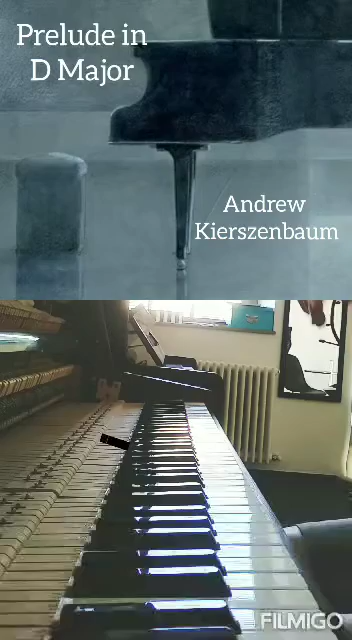 Prelude in
D Major
Andrew
Kierszenbaum
FILMIGO